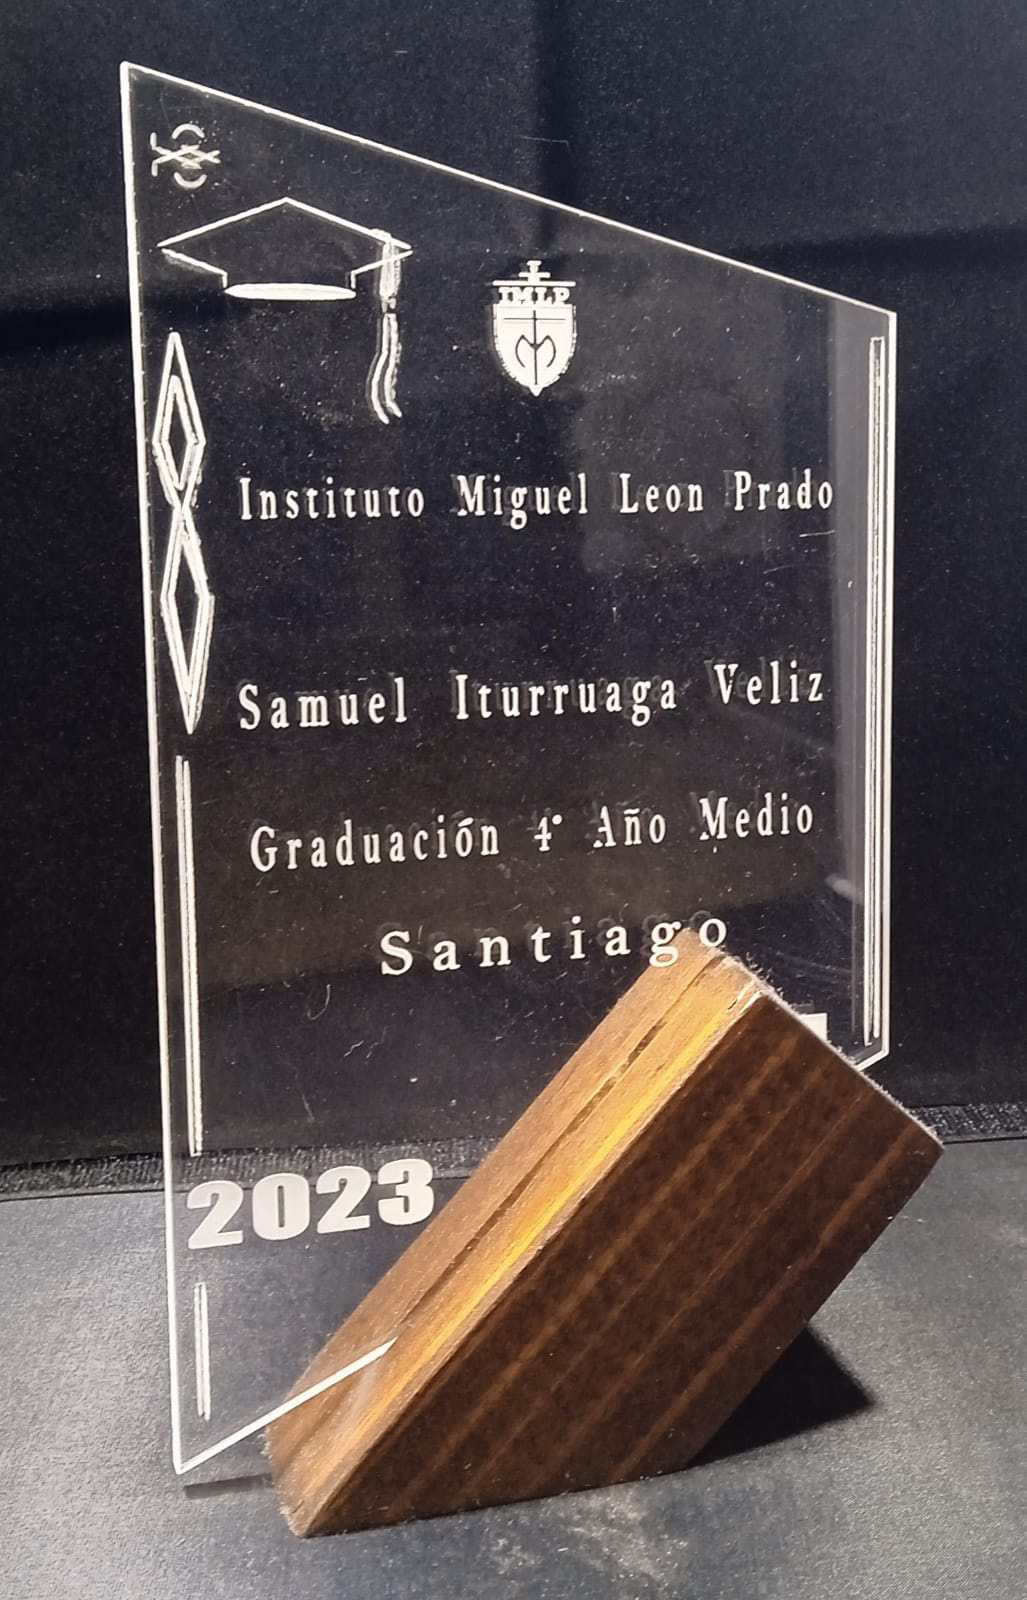 IMLP
Instituto Miguel Leon Prado
Samuel Iturruaga Veliz
Graduación 4° Año Medio
Santiago
2023